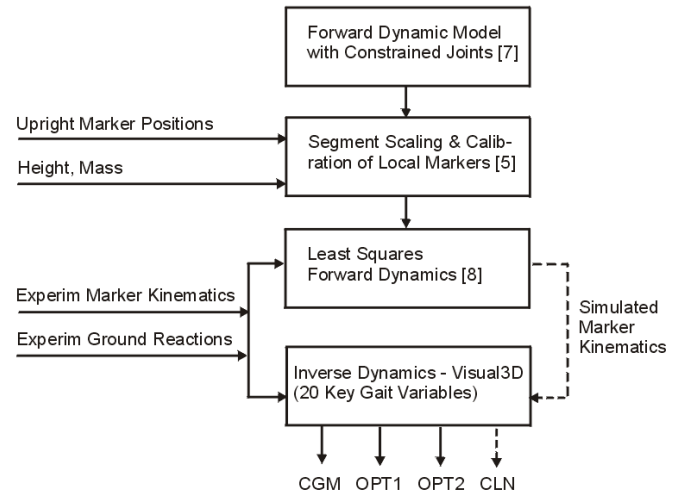 Forward Dynamic Model
with Constrained Joints [7]
Upright Marker Positions
Height, Mass
Segment Scaling & Calib-
ration of Local Markers [5]
Least Squares
Forward Dynamics [8]
Experim Marker Kinematics
Experim Ground Reactions
Simulated
Marker
Kinematics
Inverse Dynamics - Visual3D
(20 Key Gait Variables)
CGM OPT1 OPT2 CLN